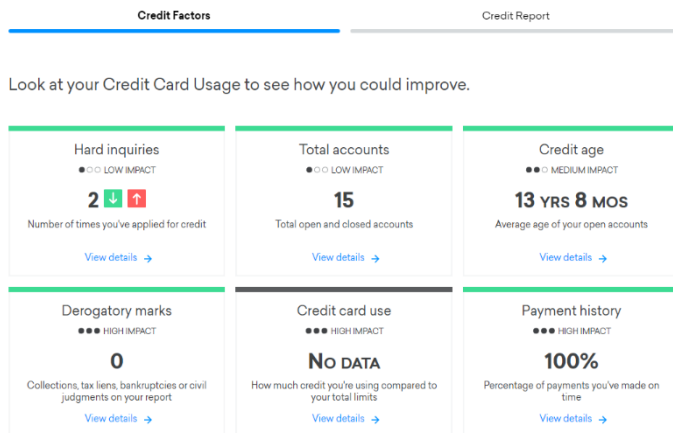 Credit Factors
Credit Report
Look at your Credit Card Usage to see how you could improve.
Hard inquiries
LOW IMPACT
2
Number of times you've applied for credit
View details
Total accounts
LOW IMPACT
15
Total open and closed accounts
View details
Credit age
MEDIUM IMPACT
13 YRS 8 MOS
Average age of your open accounts
View details
Derogatory marks
HIGH IMPACT
0
Collections, tax liens, bankruptcies or civil
judgments on your report
View details
Credit card use
HIGH IMPACT
NO DATA
How much credit you're using compared to
your total limits
View details
Payment history
HIGH IMPACT
100%
Percentage of payments you've made on
time
View details